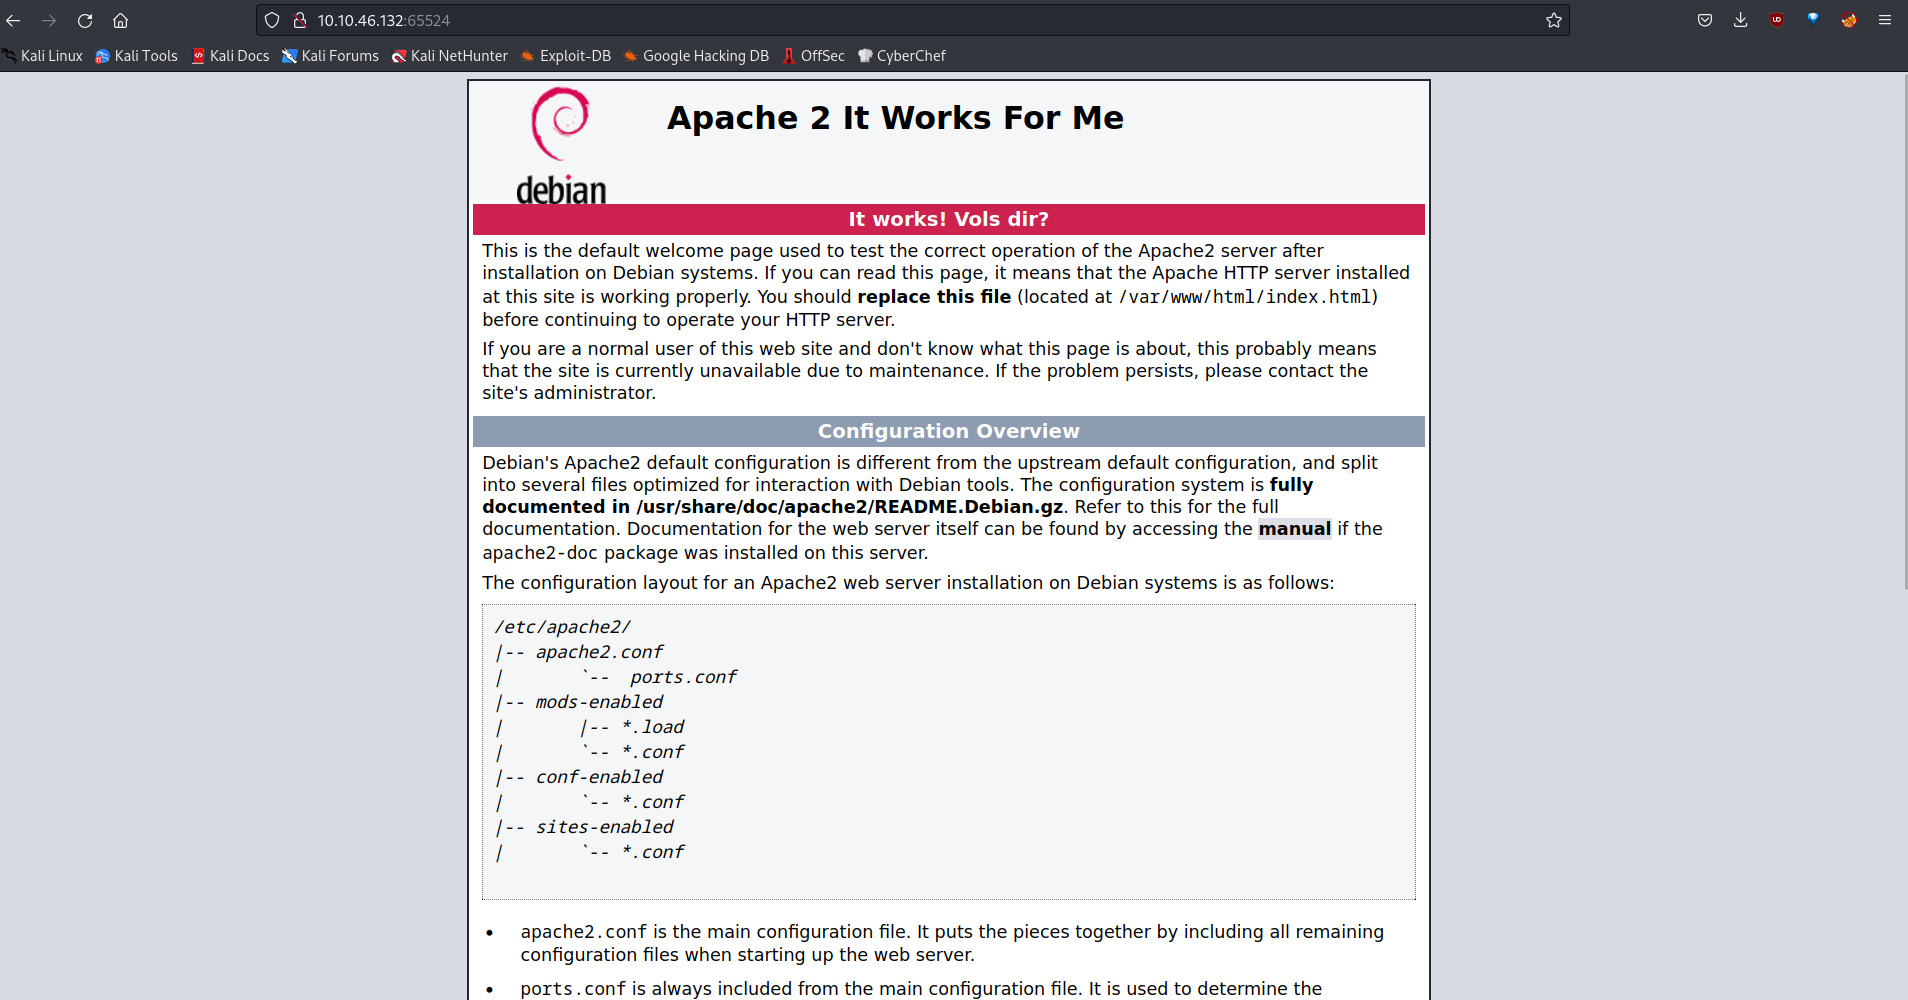 10.10.46.132:65524
Kali Linux Kali Tools Kali Docs Kali Forums Kali NetHunter Exploit-DB Google Hacking DB OffSec CyberChef
debian
Apache 2 It Works For Me
It works! Vols dir?
This is the default welcome page used to test the correct operation of the Apache2 server after
installation on Debian systems. If you can read this page, it means that the Apache HTTP server installed
at this site is working properly. You should replace this file (located at /var/www/html/index.html)
before continuing to operate your HTTP server.
If you are a normal user of this web site and don't know what this page is about, this probably means
that the site is currently unavailable due to maintenance. If the problem persists, please contact the
site's administrator.
Configuration Overview
Debian's Apache2 default configuration is different from the upstream default configuration, and split
into several files optimized for interaction with Debian tools. The configuration system is fully
documented in /usr/share/doc/apache2/README.Debian.gz. Refer to this for the full
documentation. Documentation for the web server itself can be found by accessing the manual if the
apache2-doc package was installed on this server.
The configuration layout for an Apache2 web server installation on Debian systems is as follows:
/etc/apache2/
|-- apache2.conf
|       `--  ports.conf
|-- mods-enabled
|       |-- *.load
|       `-- *.conf
|-- conf-enabled
|       `-- *.conf
|-- sites-enabled
|       `-- *.conf
• apache2.conf is the main configuration file. It puts the pieces together by including all remaining
configuration files when starting up the web server.
• ports.conf is always included from the main configuration file. It is used to determine the